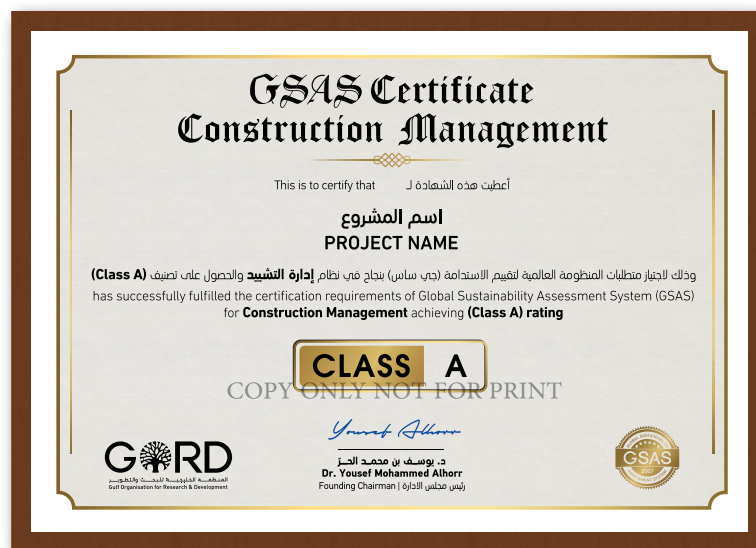 GSAS Certificate
Construction Management
This is to certify that أعطيت هذه الشهادة لـ
اسم المشروع
PROJECT NAME
وذلك لاجتياز متطلبات المنظومة العالمية لتقييم الاستدامة (جي ساس) بنجاح في نظام إدارة التشييد والحصول على تصنيف (Class A)
has successfully fulfilled the certification requirements of Global Sustainability Assessment System (GSAS)
for Construction Management achieving (Class A) rating
CLASS A
COPY ONLY NOT FOR PRINT
Yousef Alhorr
د. يوسف بن محمد الحر
Dr. Yousef Mohammed Alhorr
Founding Chairman | رئيس مجلس الادارة
GORD
المنظمة الخليجية للبحث والتطوير
Gulf Organisation for Research & Development
GSAS
2007